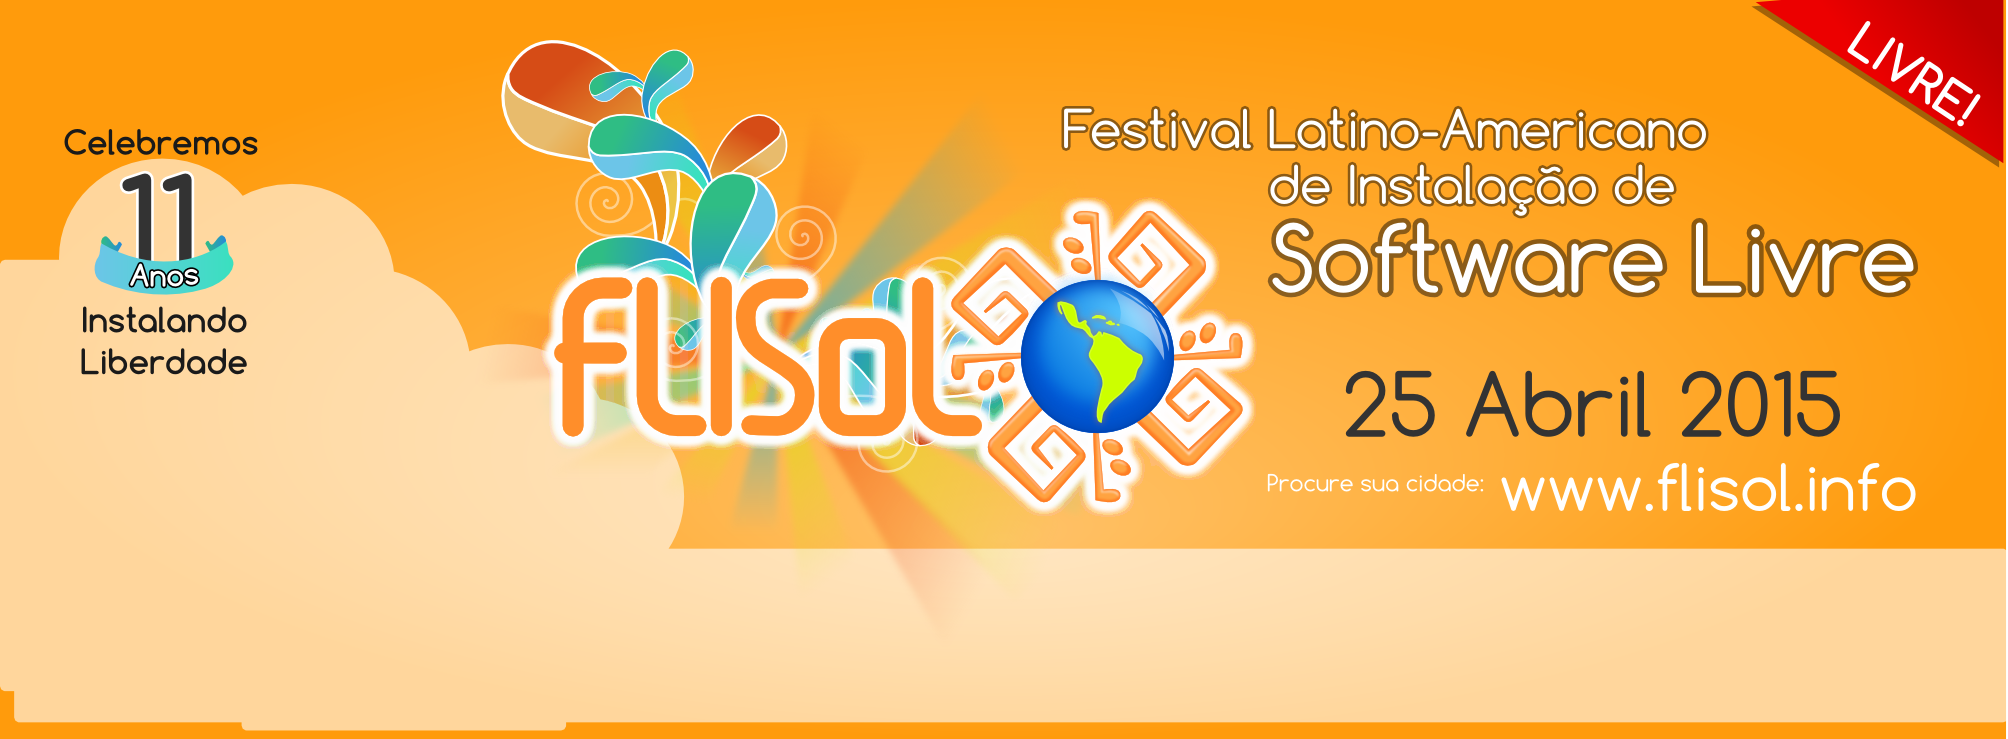 Celebremos
11
Anos
Instalando
Liberdade
fLISol
Festival Latino-Americano
de Instalação de
Software Livre
25 Abril 2015
Procure sua cidade: www.flisol.info
LIVRE!